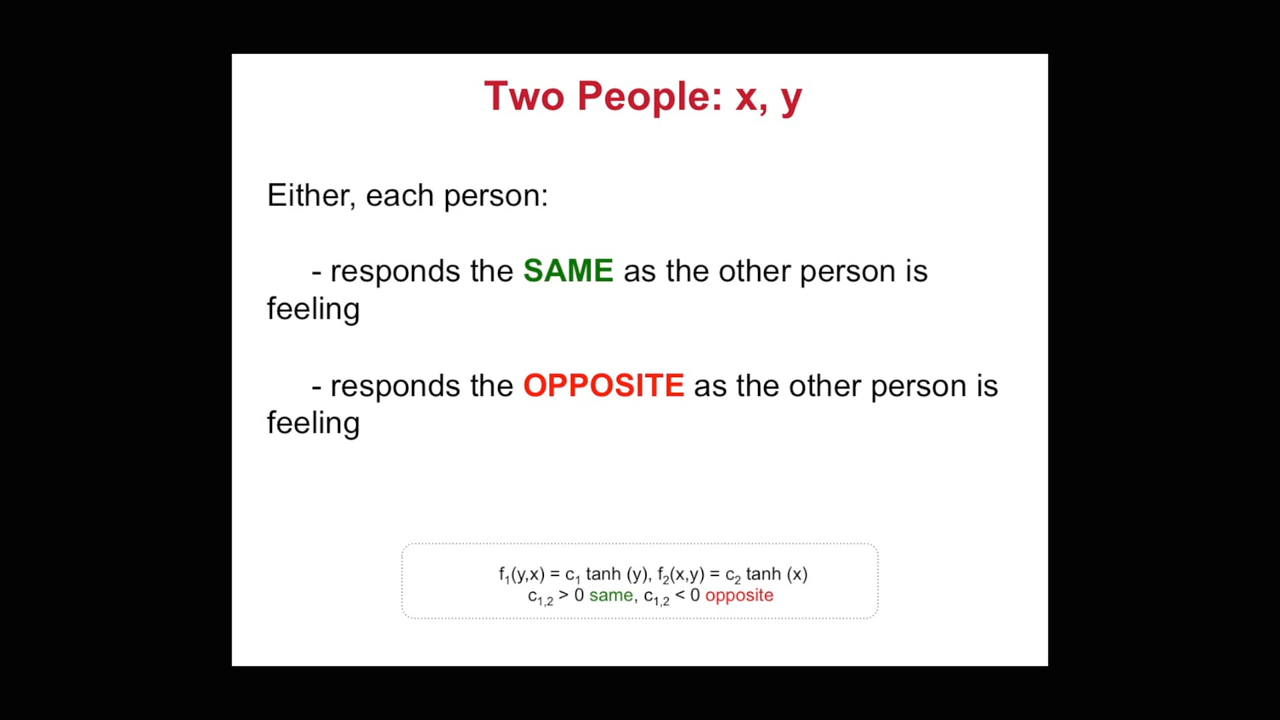 Two People: x, y
Either, each person:
- responds the SAME as the other person is
feeling
- responds the OPPOSITE as the other person is
feeling
f₁(y,x) = c₁ tanh (y), f₂(x,y) = c₂ tanh (x)
c₁,₂ > 0 same, c₁,₂ < 0 opposite